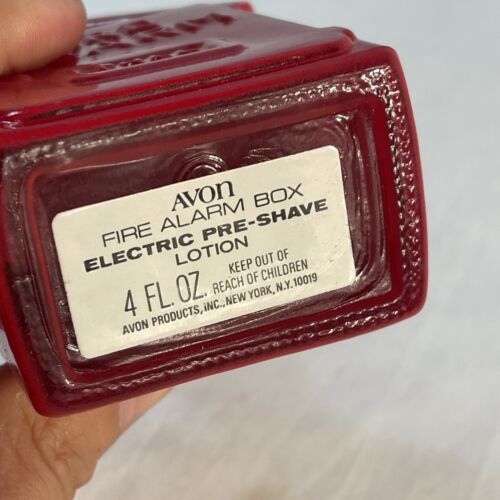 AVON
FIRE ALARM BOX
ELECTRIC PRE-SHAVE
LOTION
4 FL. OZ. KEEP OUT OF
REACH OF CHILDREN
AVON PRODUCTS, INC., NEW YORK, N.Y. 10019